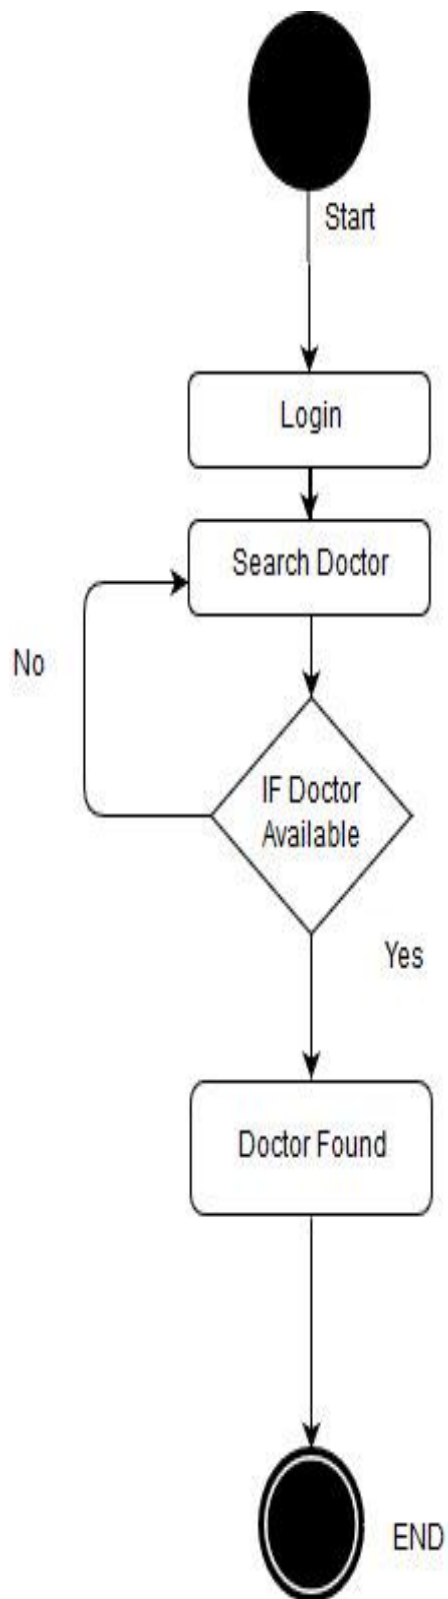 Start
Login
Search Doctor
No
IF Doctor
Available
Yes
Doctor Found
END